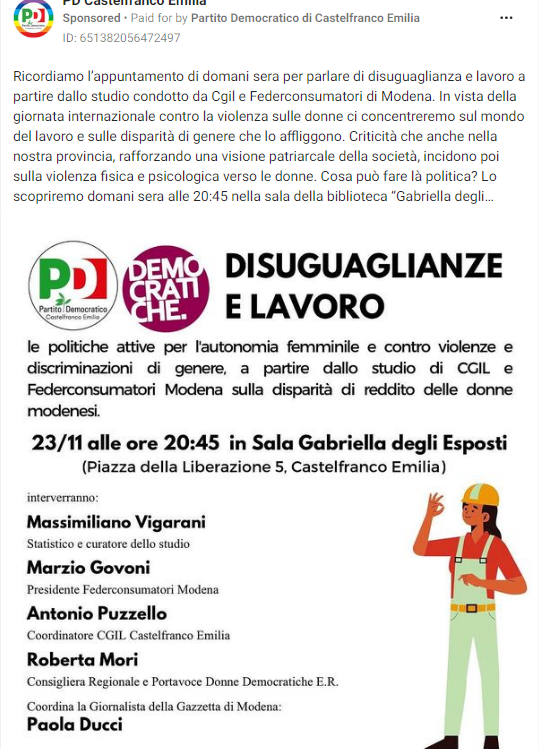 PD Castelfranco Emilia
Sponsored • Paid for by Partito Democratico di Castelfranco Emilia
ID: 651382056472497
Ricordiamo l’appuntamento di domani sera per parlare di disuguaglianza e lavoro a
partire dallo studio condotto da Cgil e Federconsumatori di Modena. In vista della
giornata internazionale contro la violenza sulle donne ci concentreremo sul mondo
del lavoro e sulle disparità di genere che lo affliggono. Criticità che anche nella
nostra provincia, rafforzando una visione patriarcale della società, incidono poi
sulla violenza fisica e psicologica verso le donne. Cosa può fare là politica? Lo
scopriremo domani sera alle 20:45 nella sala della biblioteca “Gabriella degli...
PD
Partito Democratico
Castelfranco Emilia
DEMO
CRATI
CHE.
DISUGUAGLIANZE
E LAVORO
le politiche attive per l'autonomia femminile e contro violenze e
discriminazioni di genere, a partire dallo studio di CGIL e
Federconsumatori Modena sulla disparità di reddito delle donne
modenesi.
23/11 alle ore 20:45 in Sala Gabriella degli Esposti
(Piazza della Liberazione 5, Castelfranco Emilia)
interverranno:
Massimiliano Vigarani
Statistico e curatore dello studio
Marzio Govoni
Presidente Federconsumatori Modena
Antonio Puzzello
Coordinatore CGIL Castelfranco Emilia
Roberta Mori
Consigliera Regionale e Portavoce Donne Democratiche E.R.
Coordina la Giornalista della Gazzetta di Modena:
Paola Ducci